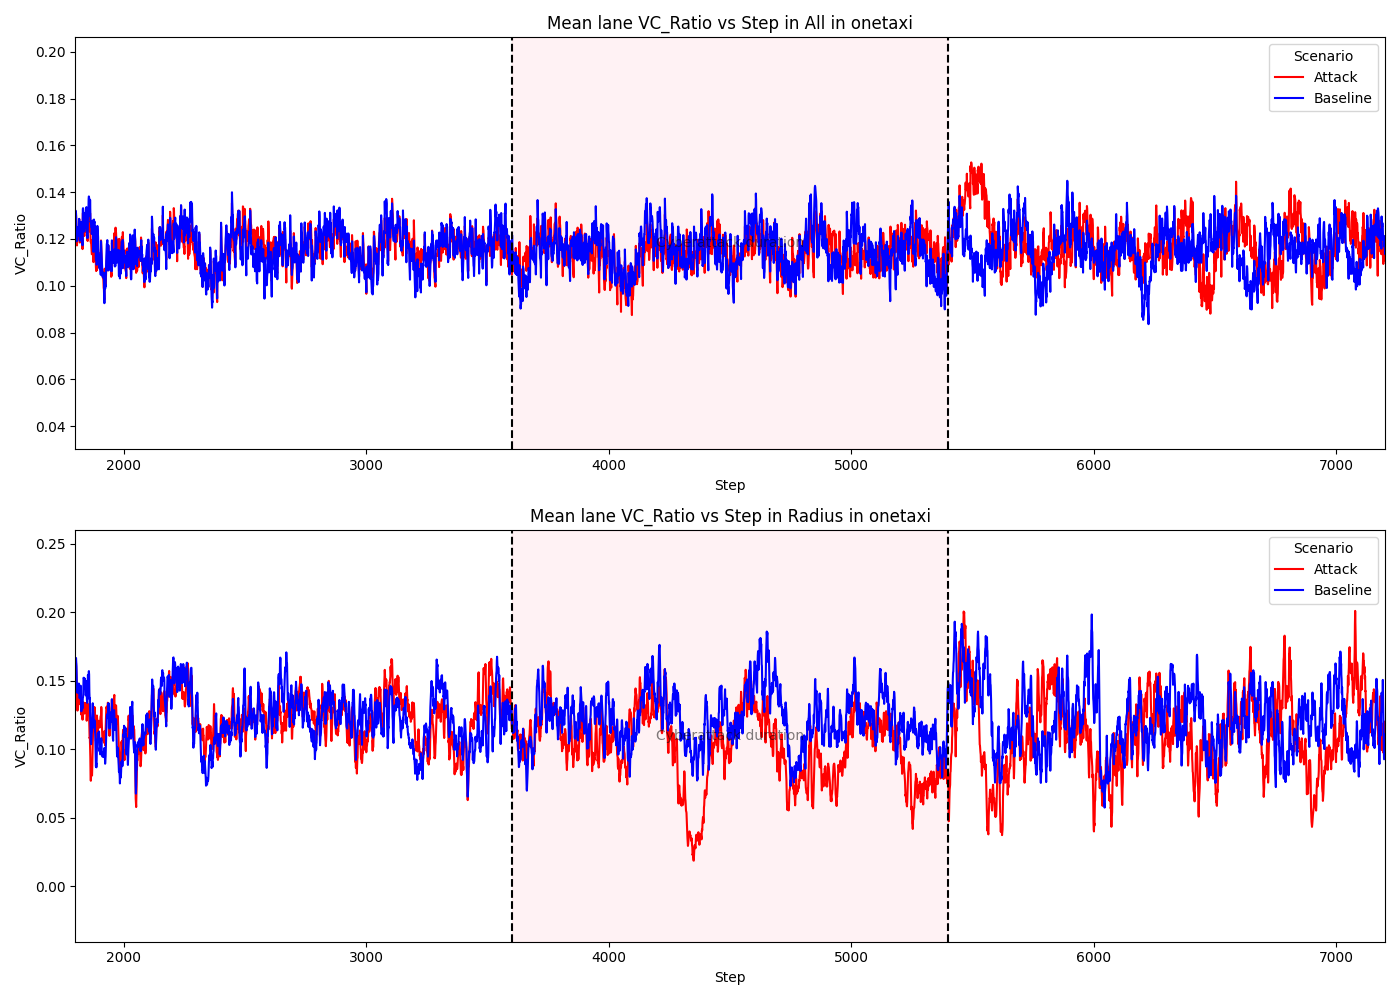 Mean lane VC_Ratio vs Step in All in onetaxi
0.20
0.18
0.16
0.14
0.12
0.10
0.08
0.06
0.04
VC_Ratio
Scenario
Attack
Baseline
2000
3000
4000
5000
6000
7000
Step
Mean lane VC_Ratio vs Step in Radius in onetaxi
0.25
0.20
0.15
0.10
0.05
0.00
VC_Ratio
Scenario
Attack
Baseline
Cyberattack duration
2000
3000
4000
5000
6000
7000
Step